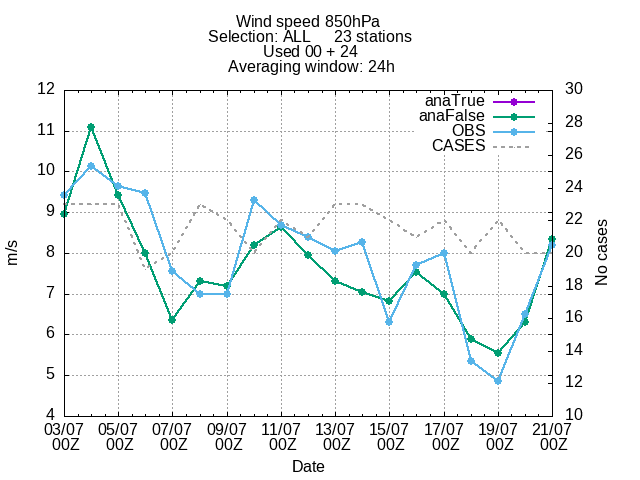 Wind speed 850hPa
Selection: ALL 23 stations
Used 00 + 24
Averaging window: 24h
anaTrue
anaFalse
OBS
CASES
m/s
12
11
10
9
8
7
6
5
4
30
28
26
24
22
20
18
16
14
12
10
No cases
03/07 05/07 07/07 09/07 11/07 13/07 15/07 17/07 19/07 21/07
00Z 00Z 00Z 00Z 00Z 00Z 00Z 00Z 00Z 00Z
Date